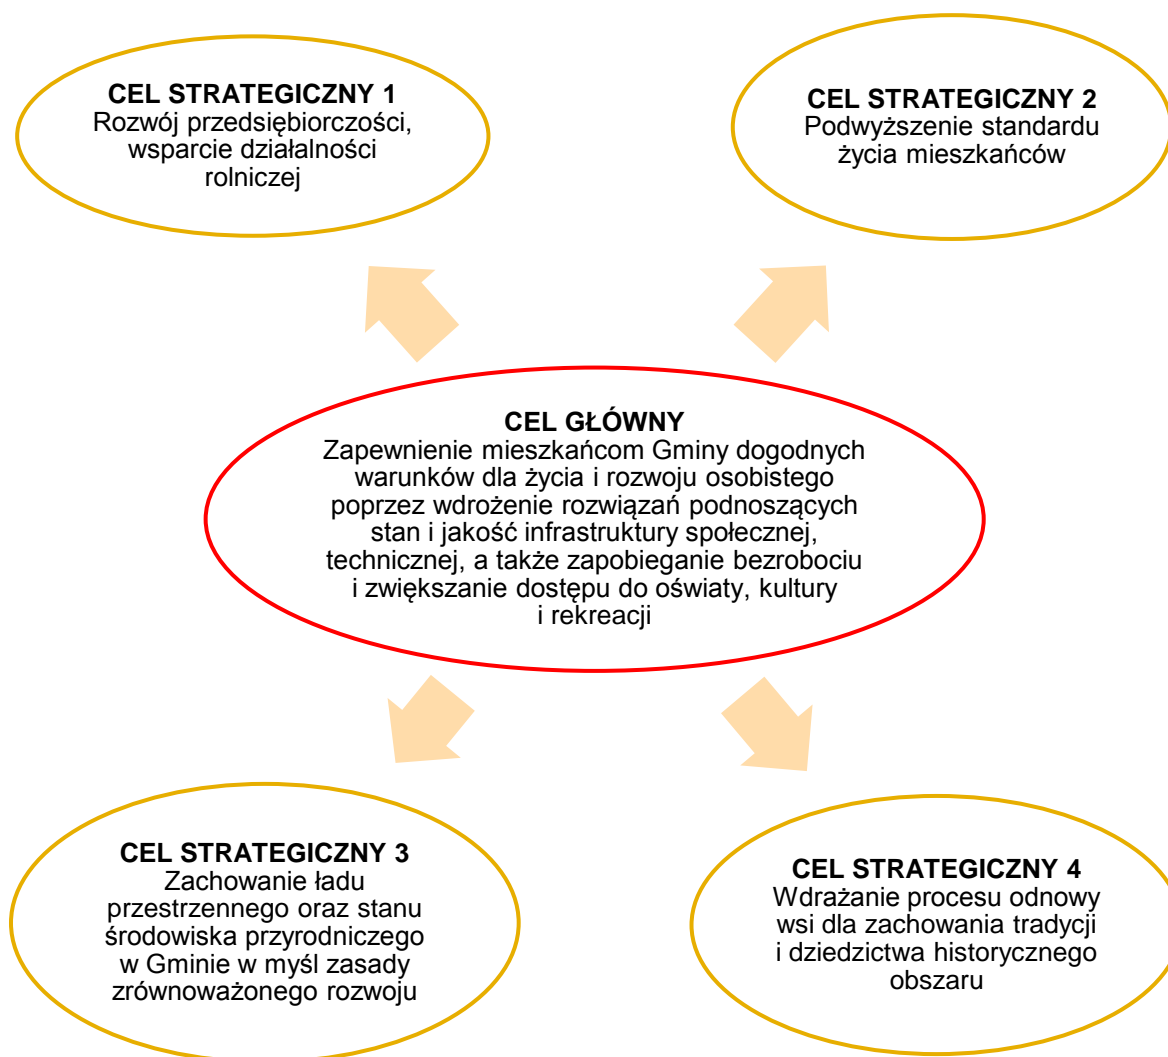 CEL STRATEGICZNY 1
Rozwój przedsiębiorczości,
wsparcie działalności
rolniczej
CEL STRATEGICZNY 2
Podwyższenie standardu
życia mieszkańców
CEL GŁÓWNY
Zapewnienie mieszkańcom Gminy dogodnych
warunków dla życia i rozwoju osobistego
poprzez wdrożenie rozwiązań podnoszących
stan i jakość infrastruktury społecznej,
technicznej, a także zapobieganie bezrobociu
i zwiększanie dostępu do oświaty, kultury
i rekreacji
CEL STRATEGICZNY 3
Zachowanie ładu
przestrzennego oraz stanu
środowiska przyrodniczego
w Gminie w myśl zasady
zrównoważonego rozwoju
CEL STRATEGICZNY 4
Wdrażanie procesu odnowy
wsi dla zachowania tradycji
i dziedzictwa historycznego
obszaru